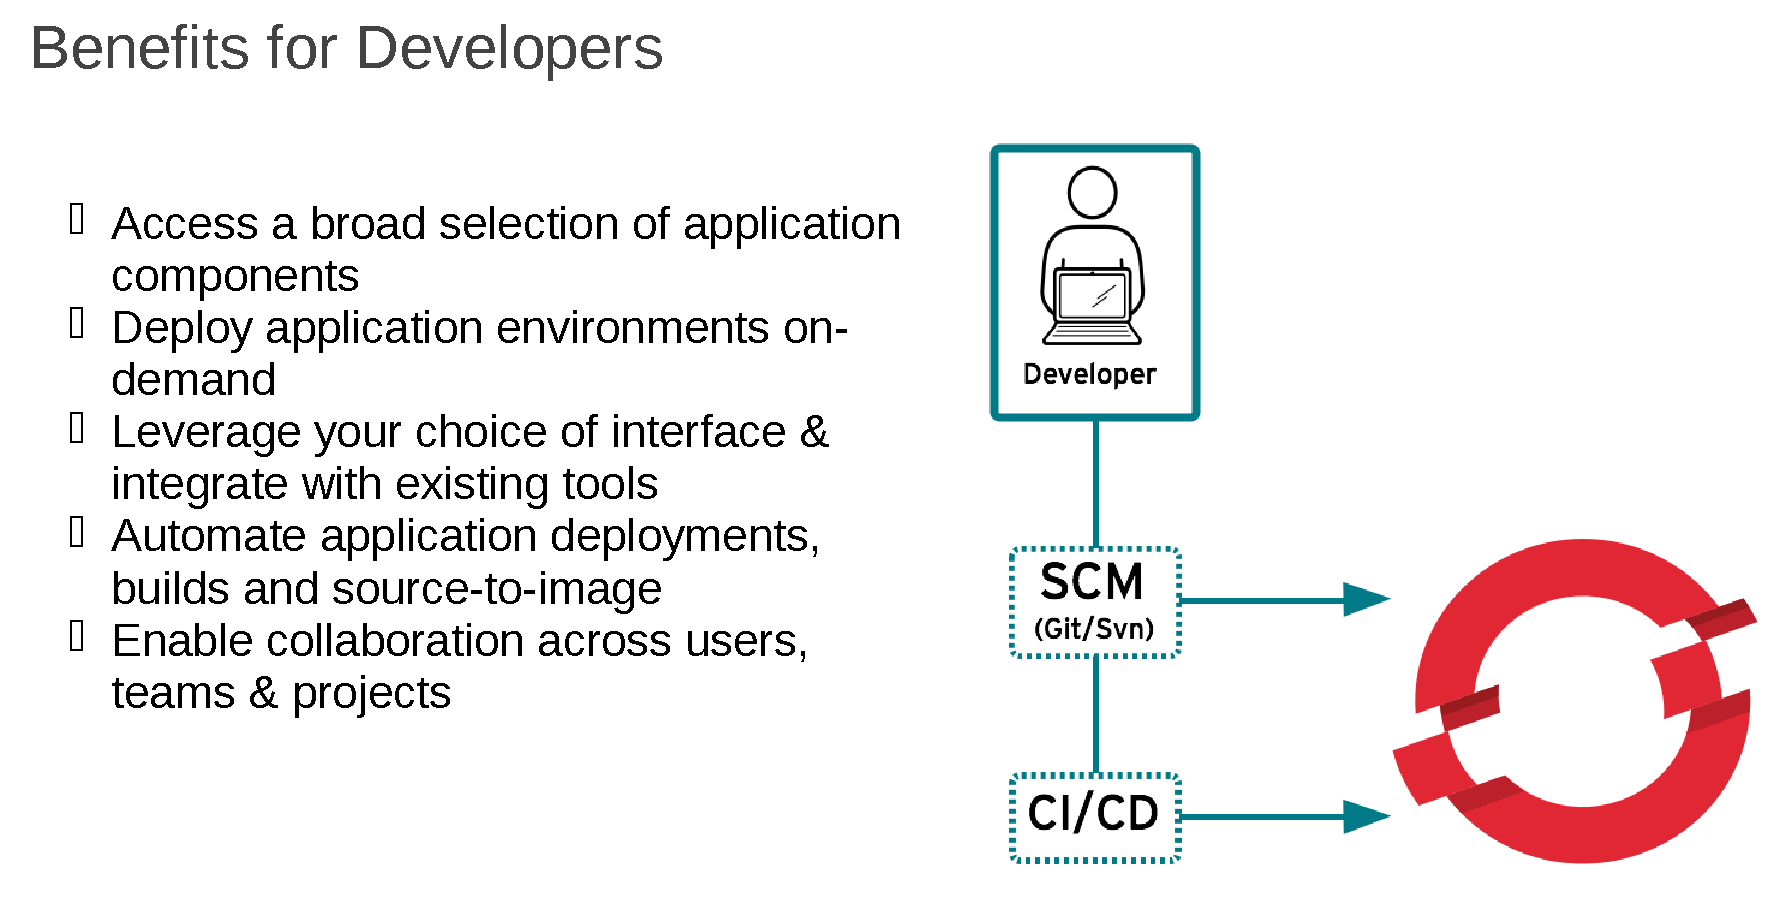 Benefits for Developers
Access a broad selection of application
components
Deploy application environments on-
demand
Leverage your choice of interface &
integrate with existing tools
Automate application deployments,
builds and source-to-image
Enable collaboration across users,
teams & projects
Developer
SCM
(Git/Svn)
CI/CD